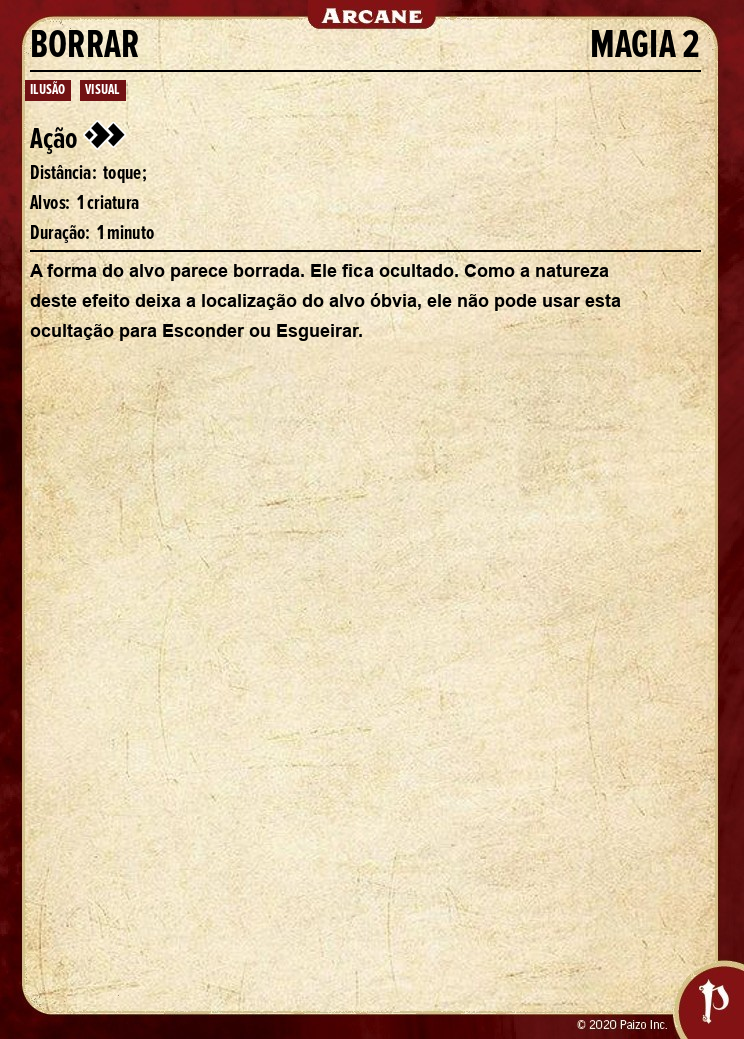 ARCANE
BORRAR MAGIA 2
ILUSÃO VISUAL
Ação
Distância: toque;
Alvos: 1 criatura
Duração: 1 minuto
A forma do alvo parece borrada. Ele fica ocultado. Como a natureza
deste efeito deixa a localização do alvo óbvia, ele não pode usar esta
ocultação para Esconder ou Esgueirar.
© 2020 Paizo Inc.